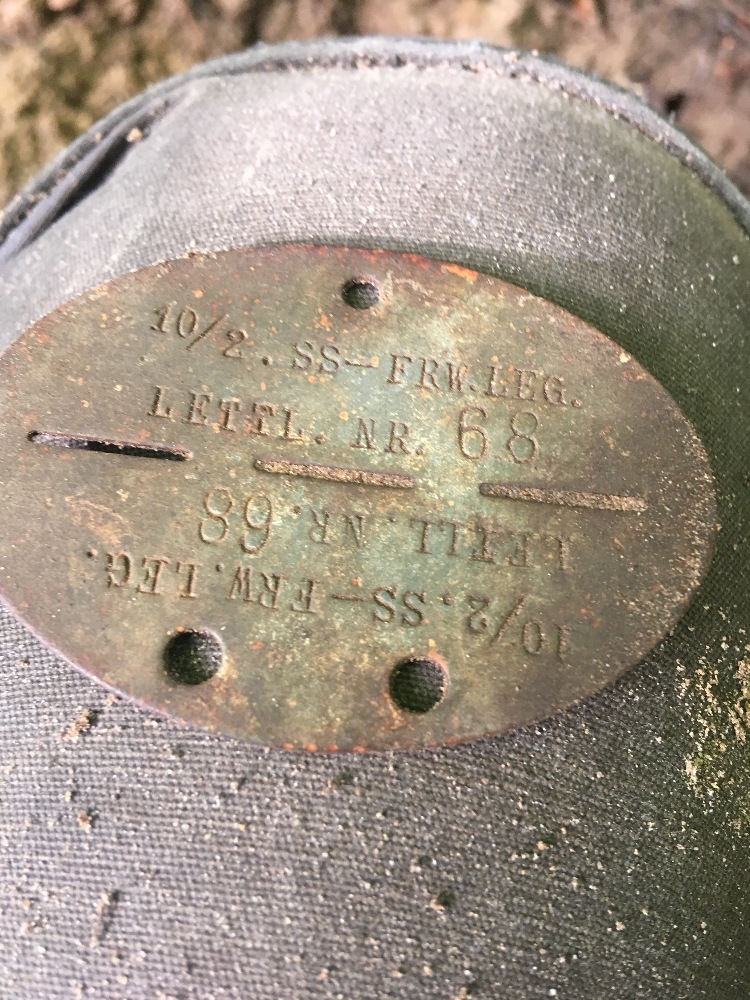 10/2. SS-FRW.LEG.
LETTL. NR. 68
LETTL. NR. 68
10/2. SS-FRW.LEG.